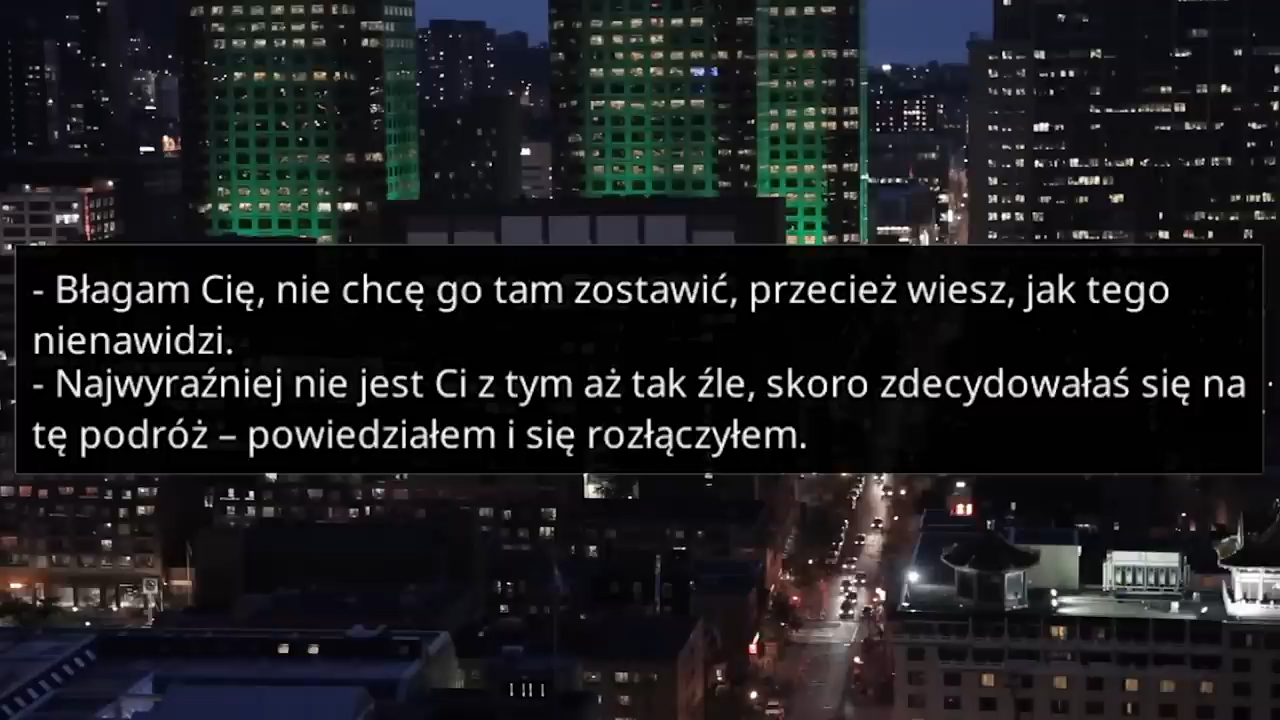 - Błagam Cię, nie chcę go tam zostawić, przecież wiesz, jak tego
nienawidzi.
- Najwyraźniej nie jest Ci z tym aż tak źle, skoro zdecydowałaś się na
tę podróż – powiedziałem i się rozłączyłem.